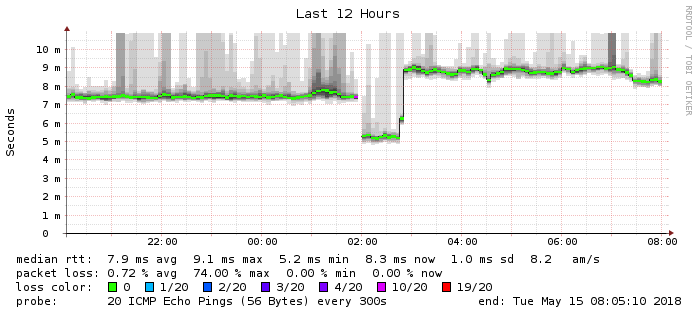 Last 12 Hours
RRDTOOL / TOBI OETIKER
Seconds
10 m
9 m
8 m
7 m
6 m
5 m
4 m
3 m
2 m
1 m
0
22:00 00:00 02:00 04:00 06:00 08:00
median rtt: 7.9 ms avg 9.1 ms max 5.2 ms min 8.3 ms now 1.0 ms sd 8.2 am/s
packet loss: 0.72 % avg 74.00 % max 0.00 % min 0.00 % now
loss color: 0 1/20 2/20 3/20 4/20 10/20 19/20
probe: 20 ICMP Echo Pings (56 Bytes) every 300s end: Tue May 15 08:05:10 2018